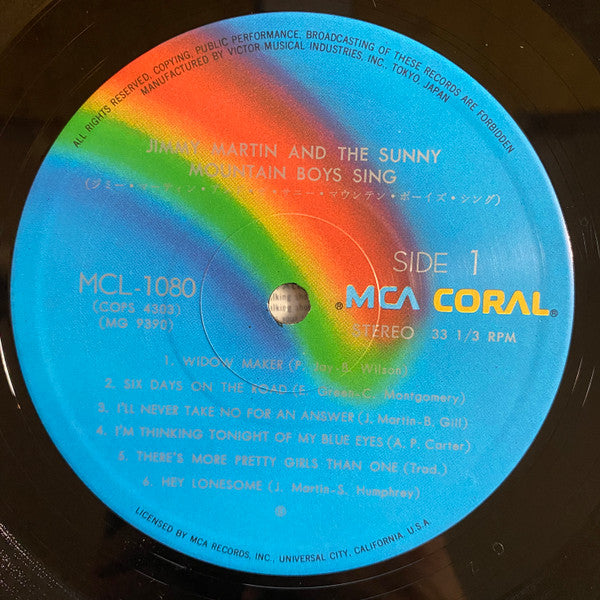 ALL RIGHTS RESERVED. COPYING, PUBLIC PERFORMANCE, BROADCASTING OF THESE RECORDS ARE FORBIDDEN
MANUFACTURED BY VICTOR MUSICAL INDUSTRIES, INC. TOKYO JAPAN
JIMMY MARTIN AND THE SUNNY
MOUNTAIN BOYS SING
サニー・マウンテン・ボーイズ・シング)
SIDE 1
MCL-1080
(COPS 4303)
(MG 9390)
®MCA CORAL®
STEREO 33 1/3 RPM
1. WIDOW MAKER (P. Jay-B. Wilson)
2. SIX DAYS ON THE ROAD (E. Green-C. Montgomery)
3. I'LL NEVER TAKE NO FOR AN ANSWER (J. Martin-B. Gill)
4. I'M THINKING TONIGHT OF MY BLUE EYES (A. P. Carter)
5. THERE'S MORE PRETTY GIRLS THAN ONE (Trad.)
6. HEY LONESOME (J. Martin-S. Humphrey)
℗
LICENSED BY MCA RECORDS, INC., UNIVERSAL CITY, CALIFORNIA, U.S.A.